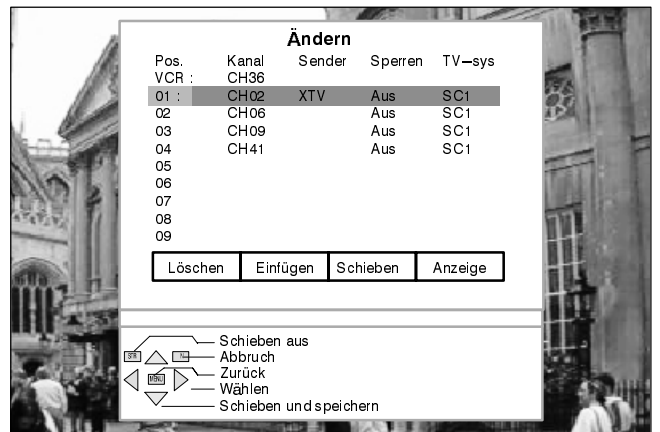 Ändern
Pos. Kanal Sender Sperren TV-sys
VCR : CH36
01 : CH02 XTV Aus SC1
02 CH06 Aus SC1
03 CH09 Aus SC1
04 CH41 Aus SC1
05
06
07
08
09
Löschen Einfügen Schieben Anzeige
Schieben aus
STR
Abbruch
Zurück
MENU
Wählen
Schieben und speichern